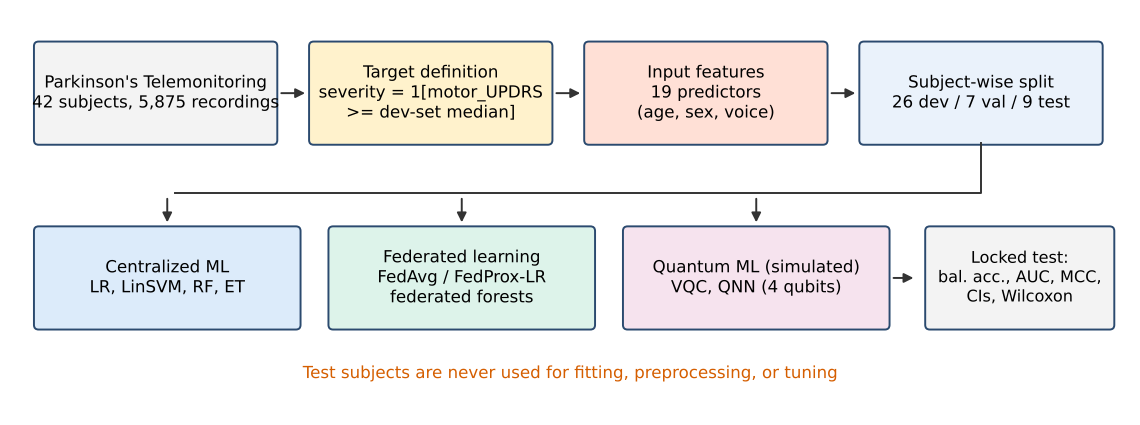 Parkinson's Telemonitoring
42 subjects, 5,875 recordings
Target definition
severity = 1[motor_UPDRS
>= dev-set median]
Input features
19 predictors
(age, sex, voice)
Subject-wise split
26 dev / 7 val / 9 test
Centralized ML
LR, LinSVM, RF, ET
Federated learning
FedAvg / FedProx-LR
federated forests
Quantum ML (simulated)
VQC, QNN (4 qubits)
Locked test:
bal. acc., AUC, MCC,
CIs, Wilcoxon
Test subjects are never used for fitting, preprocessing, or tuning